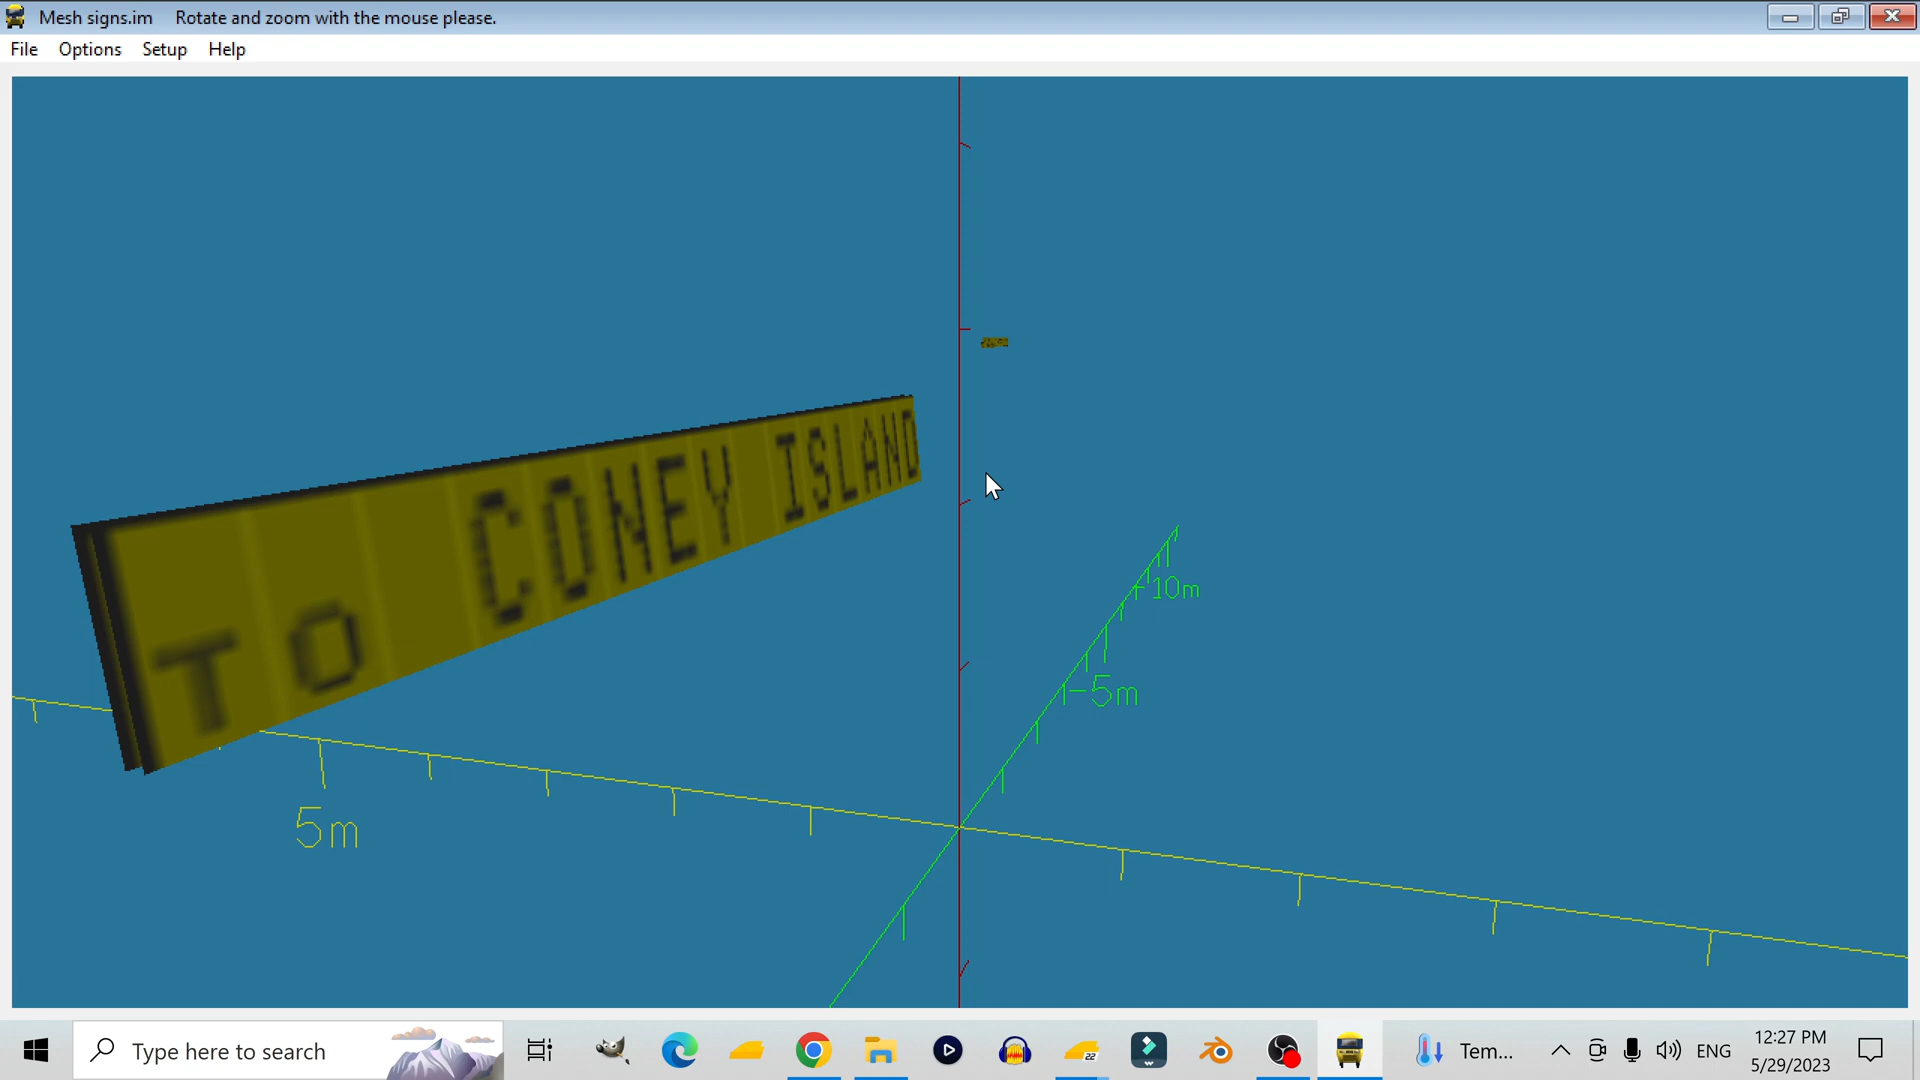 Mesh signs.im Rotate and zoom with the mouse please.
File Options Setup Help
To CONEY ISLAND
-10m
-5m
5m
Type here to search
22
Tem...
ENG
12:27 PM
5/29/2023